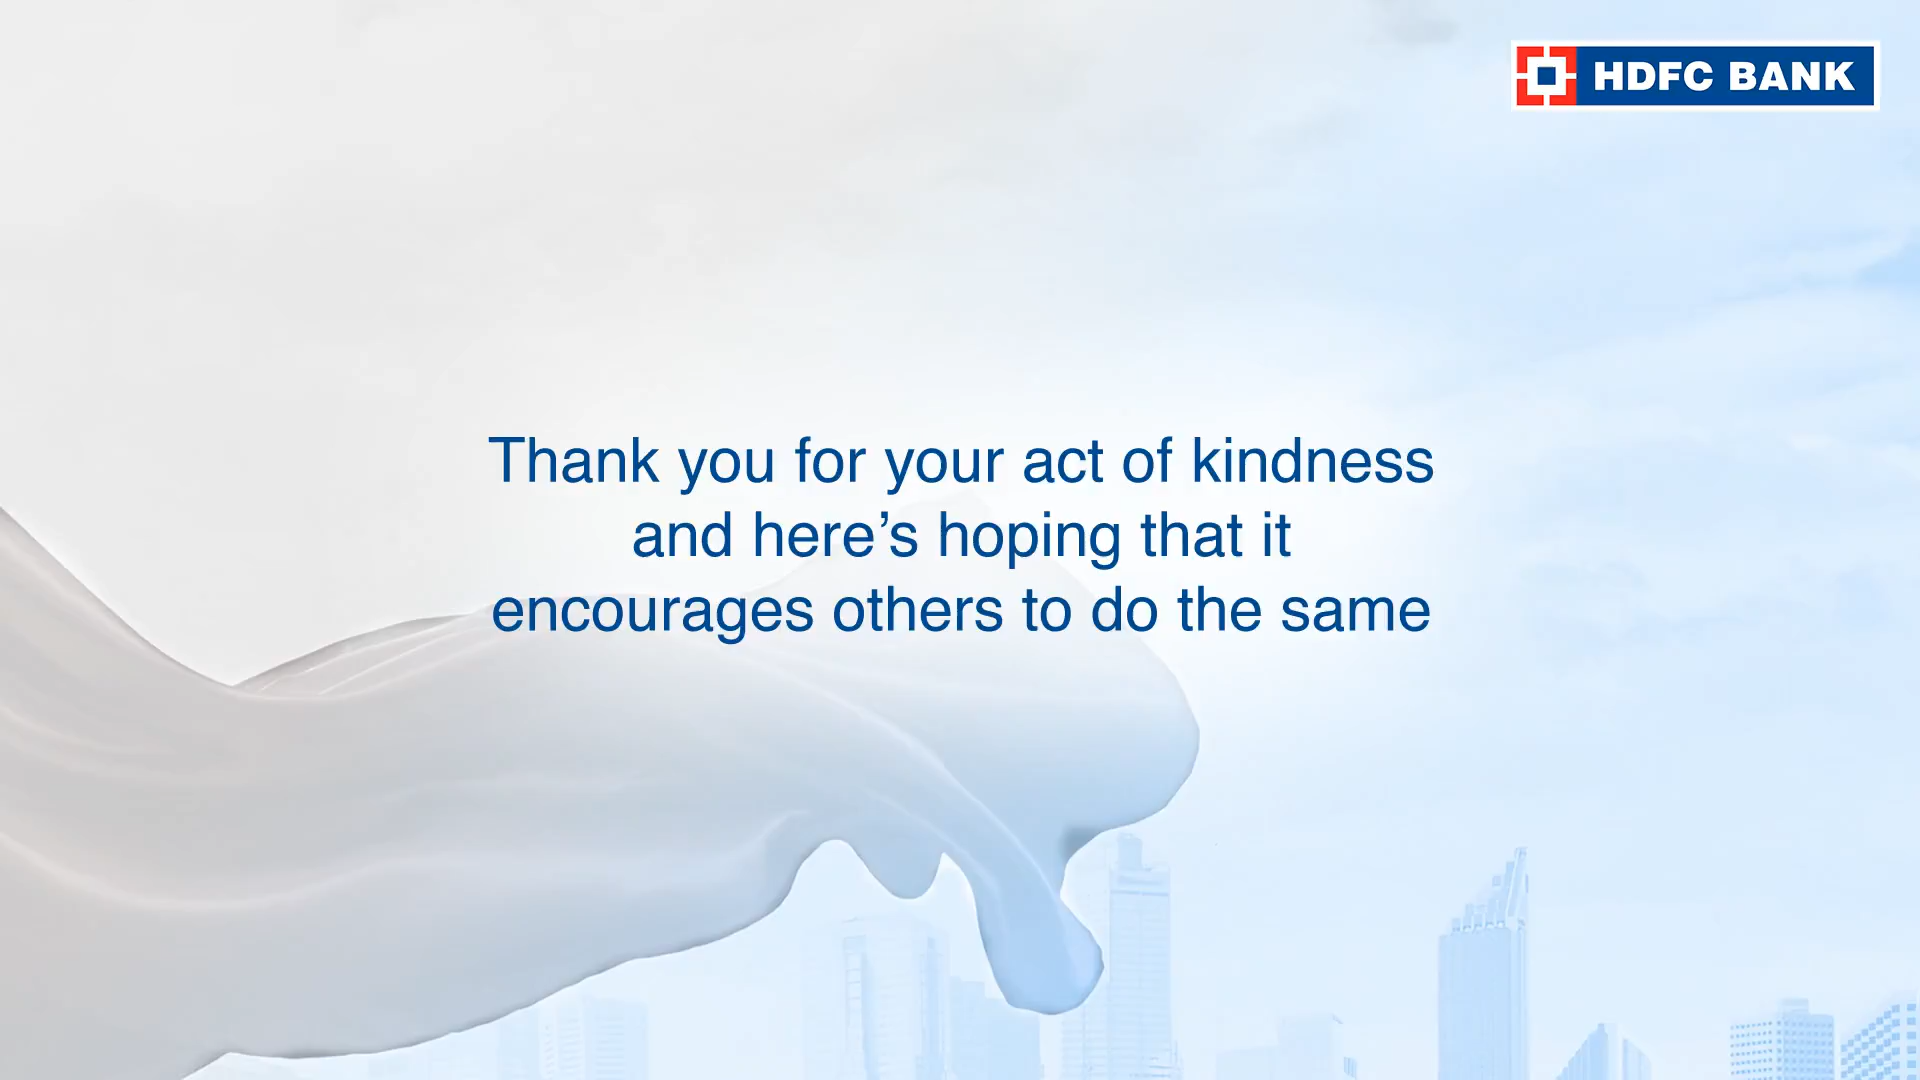 HDFC BANK
Thank you for your act of kindness
and here’s hoping that it
encourages others to do the same